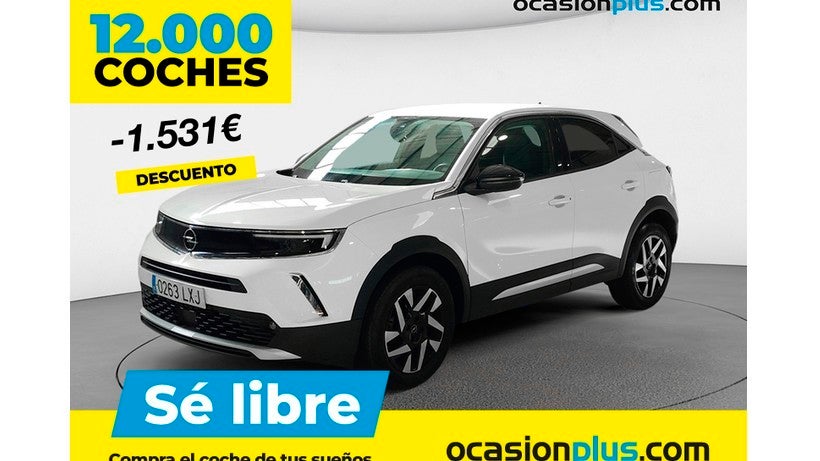 12.000
COCHES
ocasionplus.com
-1.531€
DESCUENTO
0263 LXJ
Sé libre
Compra el coche de tus sueños
ocasionplus.com